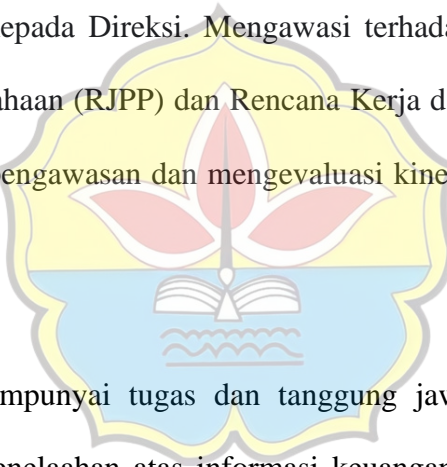 epada Direksi. Mengawasi terhada
ahaan (RJPP) dan Rencana Kerja d
pengawasan dan mengevaluasi kine
mpunyai tugas dan tanggung jaw
enelaahan atas informasi keuangan